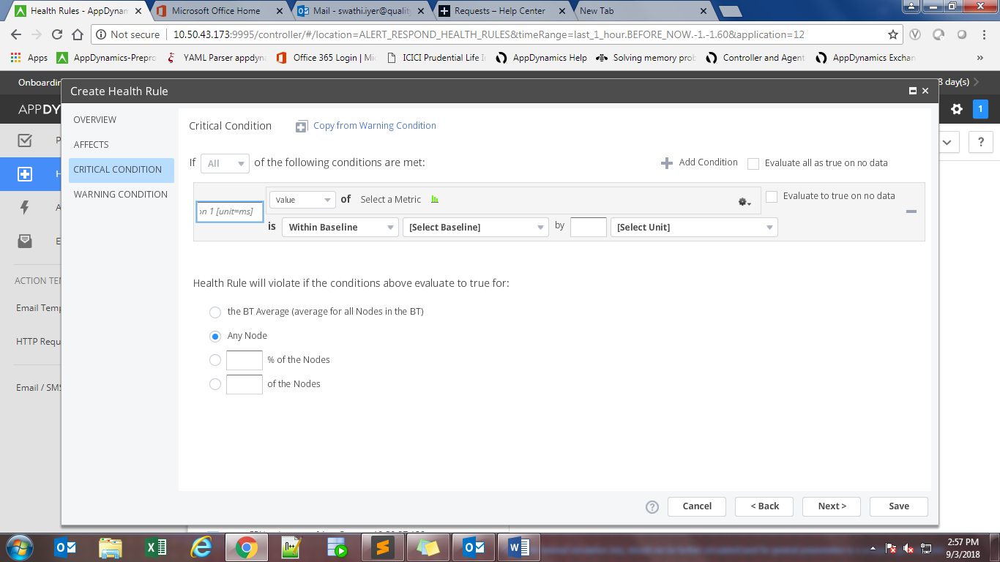 Health Rules - AppDynam Microsoft Office Home Mail - swathi.iyer@quality Requests – Help Center New Tab
Not secure 10.50.43.173:9995/controller/#/location=ALERT_RESPOND_HEALTH_RULES&timeRange=last_1_hour.BEFORE_NOW.-1.-1.60&application=12
Apps AppDynamics-Prepro YAML Parser appdyna Office 365 Login | Mic ICICI Prudential Life I AppDynamics Help Solving memory prob Controller and Agent AppDynamics Exchan »
Onboardin 8 day(s)
Create Health Rule
APPDY 1
OVERVIEW
Critical Condition Copy from Warning Condition
AFFECTS
P ?
If All of the following conditions are met: Add Condition Evaluate all as true on no data
CRITICAL CONDITION
H
WARNING CONDITION
Value of Select a Metric Evaluate to true on no data
A
on 1 [unit=ms]
is Within Baseline [Select Baseline] by [Select Unit]
E
ACTION TE
Health Rule will violate if the conditions above evaluate to true for:
Email Temp
the BT Average (average for all Nodes in the BT)
Any Node
HTTP Requ
% of the Nodes
of the Nodes
Email / SMS
? Cancel < Back Next > Save
2:57 PM
9/3/2018